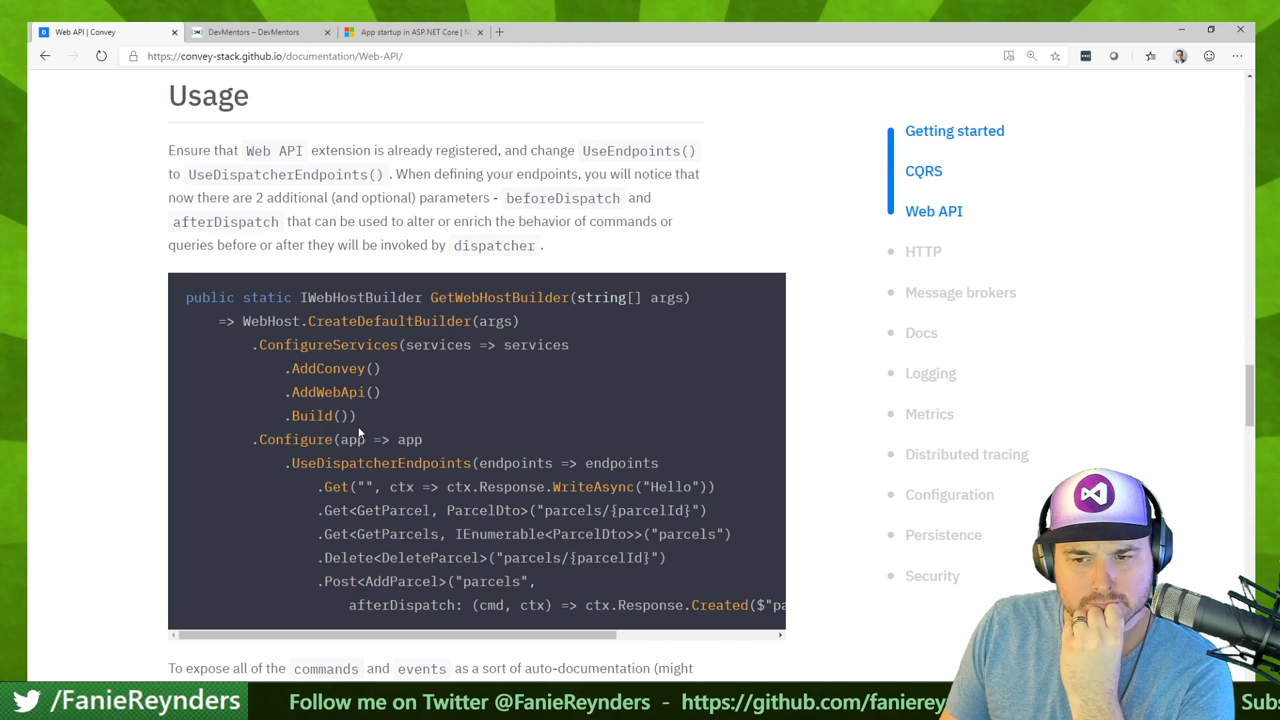 Web API | Convey
DevMentors – DevMentors
App startup in ASP.NET Core | M
https://convey-stack.github.io/documentation/Web-API/
Usage
Ensure that Web API extension is already registered, and change UseEndpoints()
to UseDispatcherEndpoints() . When defining your endpoints, you will notice that
now there are 2 additional (and optional) parameters - beforeDispatch and
afterDispatch that can be used to alter or enrich the behavior of commands or
queries before or after they will be invoked by dispatcher .
public static IWebHostBuilder GetWebHostBuilder(string[] args)
=> WebHost.CreateDefaultBuilder(args)
.ConfigureServices(services => services
.AddConvey()
.AddWebApi()
.Build())
.Configure(app => app
.UseDispatcherEndpoints(endpoints => endpoints
.Get("", ctx => ctx.Response.WriteAsync("Hello"))
.Get<GetParcel, ParcelDto>("parcels/{parcelId}")
.Get<GetParcels, IEnumerable<ParcelDto>>("parcels")
.Delete<DeleteParcel>("parcels/{parcelId}")
.Post<AddParcel>("parcels",
afterDispatch: (cmd, ctx) => ctx.Response.Created($"pa
To expose all of the commands and events as a sort of auto-documentation (might
Getting started
CQRS
Web API
HTTP
Message brokers
Docs
Logging
Metrics
Distributed tracing
Configuration
Persistence
Security
/FanieReynders
Follow me on Twitter @FanieReynders - https://github.com/fanierey
Subs